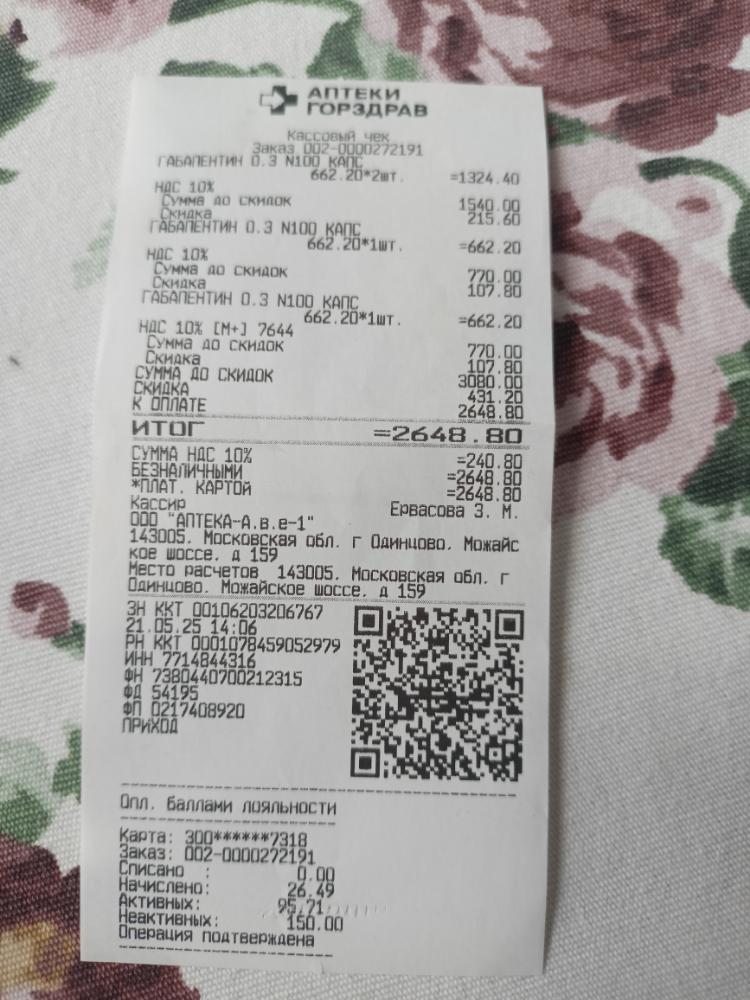 АПТЕКИ
ГОРЗДРАВ
Кассовый чек
Заказ 002-0000272191
ГАБАПЕНТИН 0.3 N100 КАПС
662.20*2шт. =1324.40
НДС 10%
Сумма до скидок 1540.00
Скидка 215.60
ГАБАПЕНТИН 0.3 N100 КАПС
662.20*1шт. =662.20
НДС 10%
Сумма до скидок 770.00
Скидка 107.80
ГАБАПЕНТИН 0.3 N100 КАПС
662.20*1шт. =662.20
НДС 10% [М+] 7644
Сумма до скидок 770.00
Скидка 107.80
СУММА ДО СКИДОК 3080.00
СКИДКА 431.20
К ОПЛАТЕ 2648.80
ИТОГ =2648.80
СУММА НДС 10% =240.80
БЕЗНАЛИЧНЫМИ =2648.80
*ПЛАТ. КАРТОЙ =2648.80
Кассир Ервасова З. М.
ООО "АПТЕКА-А.в.е-1"
143005, Московская обл. г Одинцово, Можайс
кое шоссе, д 159
Место расчетов 143005, Московская обл. г
Одинцово, Можайское шоссе, д 159
ЗН ККТ 00106203206767
21.05.25 14:06
РН ККТ 0001078459052979
ИНН 7714844316
ФН 7380440700212315
ФД 54195
ФП 0217408920
ПРИХОД
Опл. баллами лояльности
Карта: 300******7318
Заказ: 002-0000272191
Списано : 0.00
Начислено: 26.49
Активных: 95.71
Неактивных: 150.00
Операция подтверждена